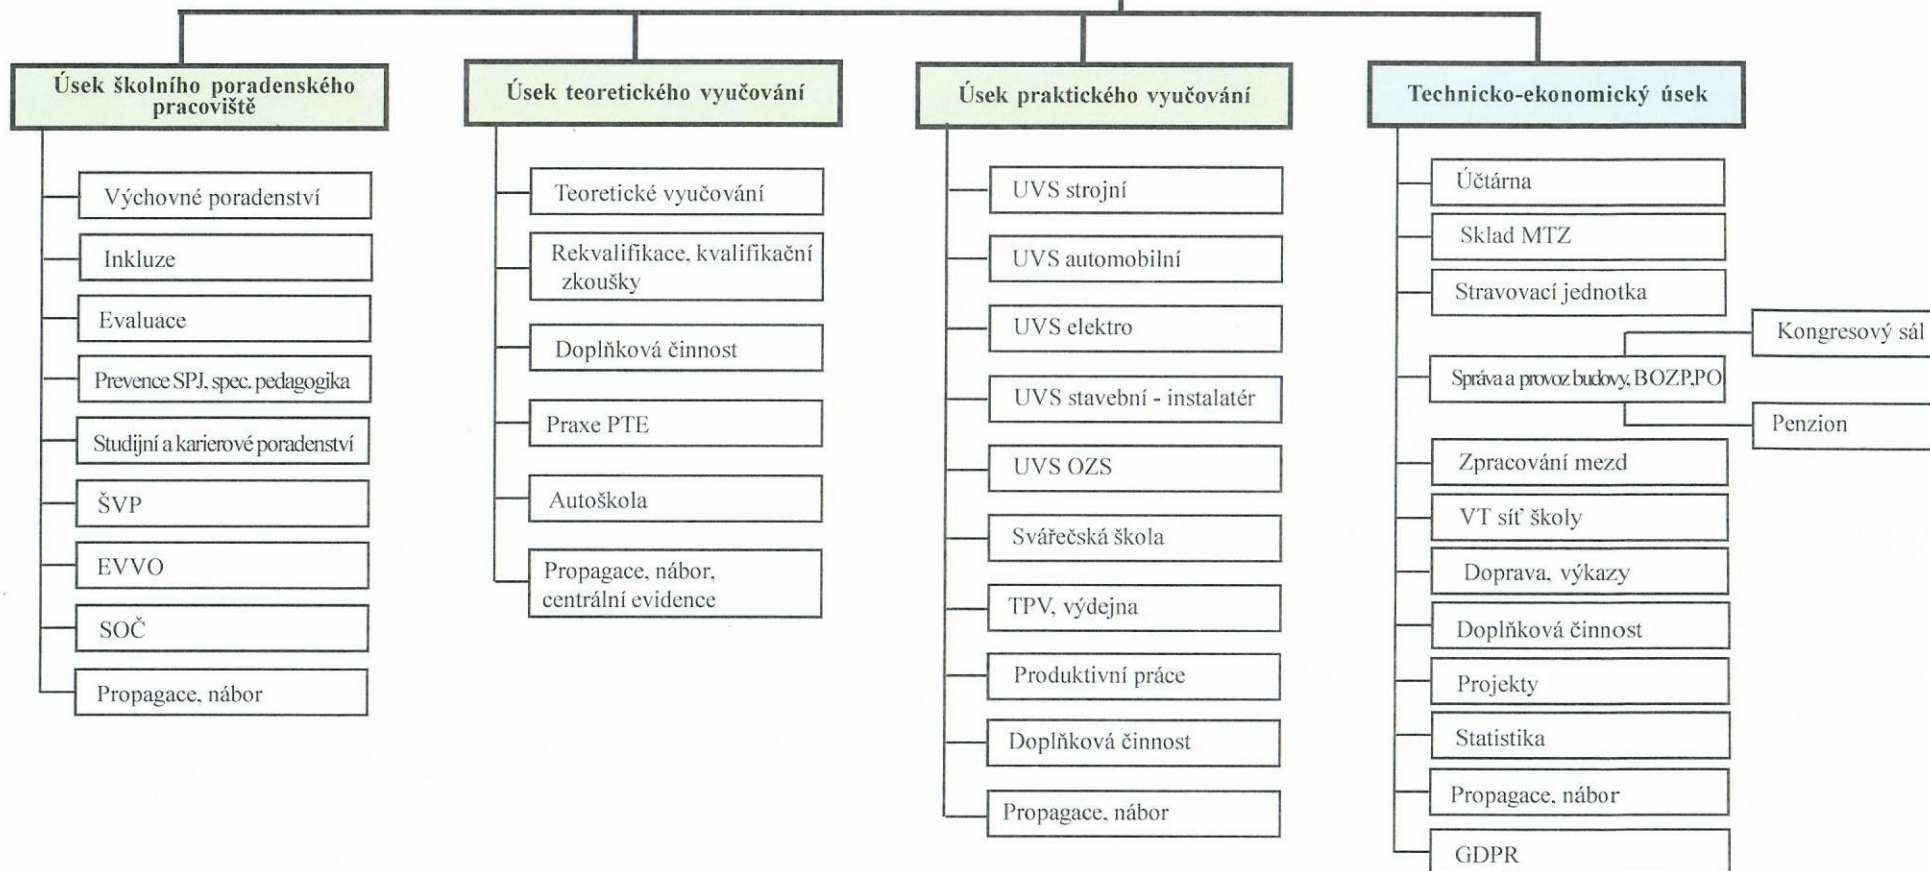 Úsek školního poradenského
pracoviště
Výchovné poradenství
Inkluze
Evaluace
Prevence SPJ, spec. pedagogika
Studijní a karierové poradenství
ŠVP
EVVO
SOČ
Propagace, nábor
Úsek teoretického vyučování
Teoretické vyučování
Rekvalifikace, kvalifikační
zkoušky
Doplňková činnost
Praxe PTE
Autoškola
Propagace, nábor,
centrální evidence
Úsek praktického vyučování
UVS strojní
UVS automobilní
UVS elektro
UVS stavební - instalatér
UVS OZS
Svářečská škola
TPV, výdejna
Produktivní práce
Doplňková činnost
Propagace, nábor
Technicko-ekonomický úsek
Účtárna
Sklad MTZ
Stravovací jednotka
Správa a provoz budovy, BOZP,PO
Kongresový sál
Penzion
Zpracování mezd
VT síť školy
Doprava, výkazy
Doplňková činnost
Projekty
Statistika
Propagace, nábor
GDPR